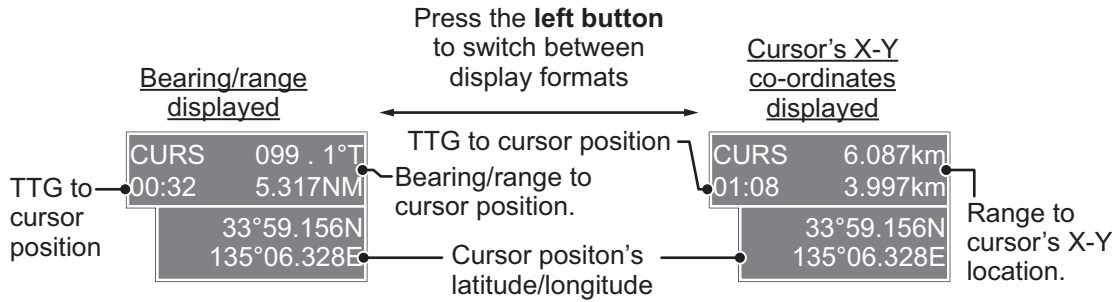 Press the left button
to switch between
display formats
Bearing/range
displayed
Cursor's X-Y
co-ordinates
displayed
TTG to
cursor
position
CURS 099 . 1°T
00:32 5.317NM
33°59.156N
135°06.328E
TTG to cursor position
Bearing/range to
cursor position.
Cursor positon's
latitude/longitude
CURS 6.087km
01:08 3.997km
33°59.156N
135°06.328E
Range to
cursor's X-Y
location.